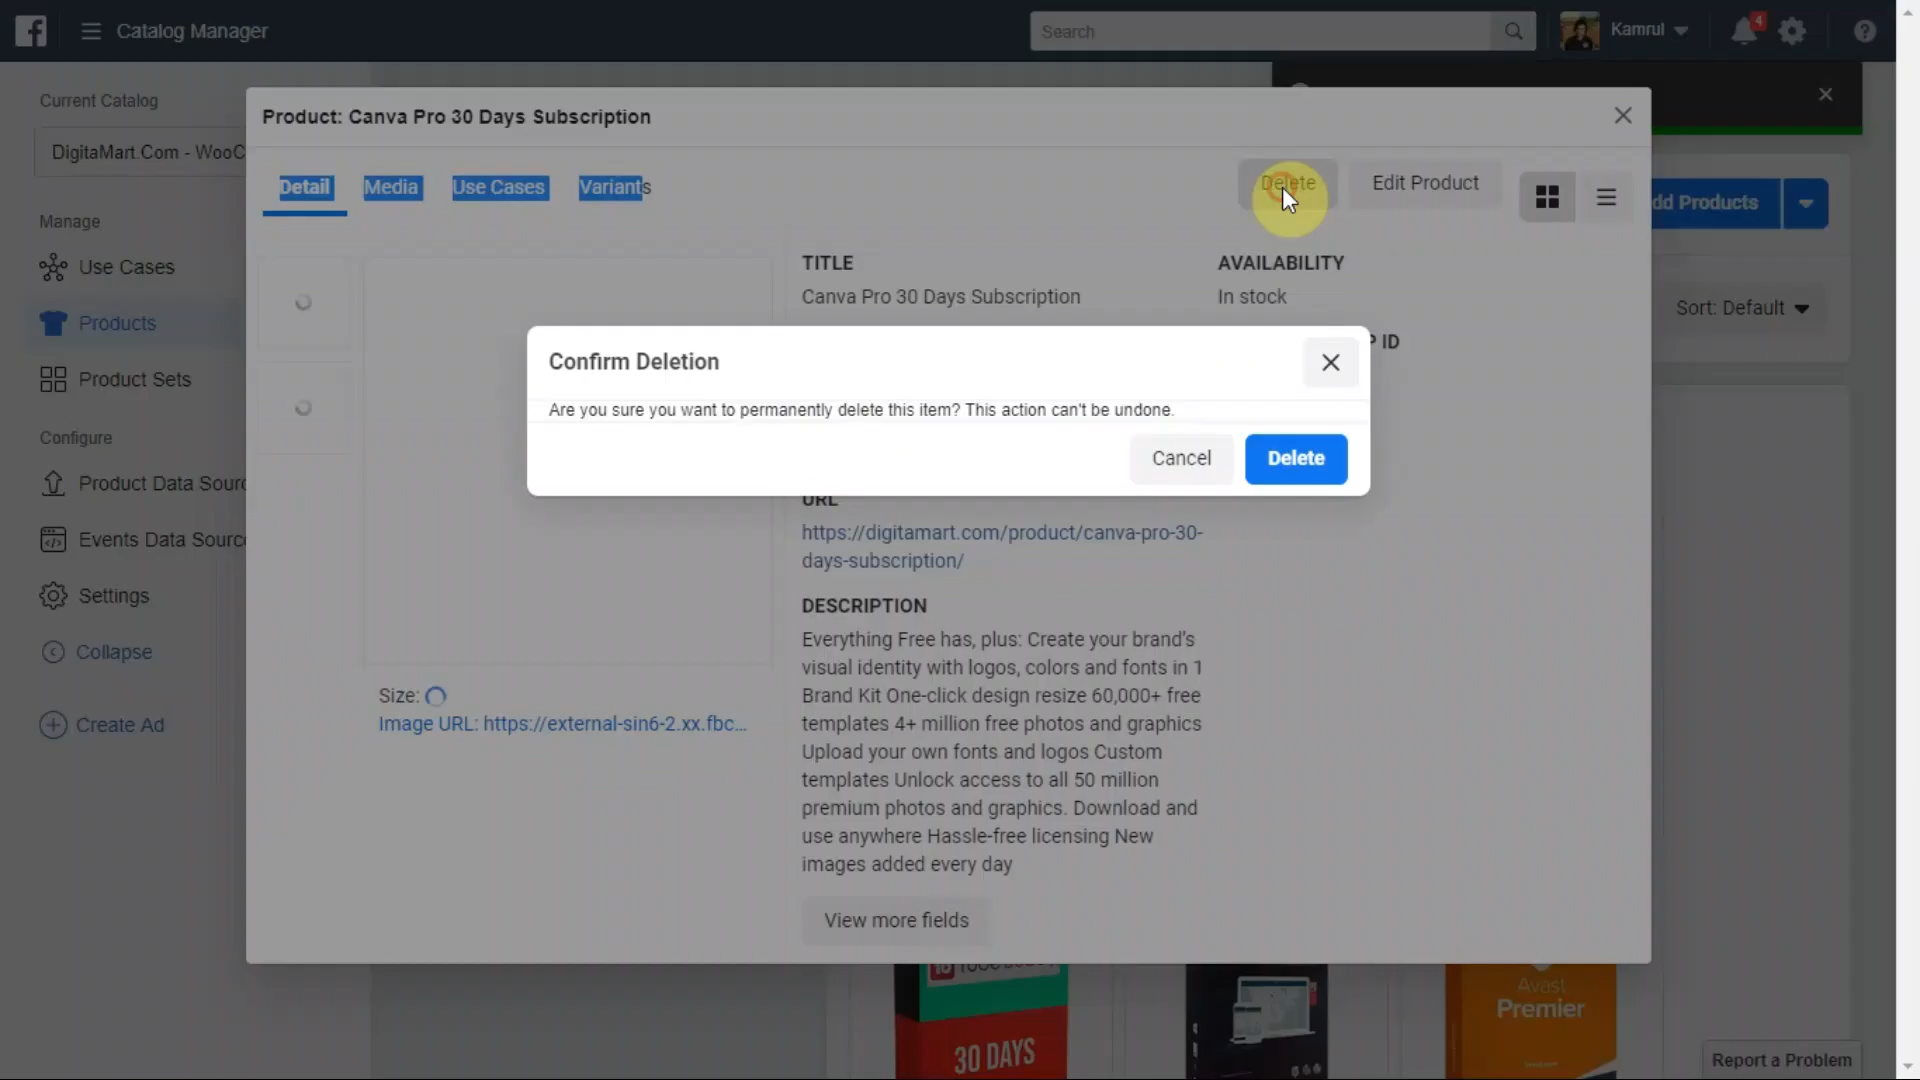 Catalog Manager
Search
Kamrul
4
Current Catalog
DigitaMart.Com - WooC
Manage
Use Cases
Products
Product Sets
Configure
Product Data Sourc
Events Data Sourc
Settings
Collapse
Create Ad
Product: Canva Pro 30 Days Subscription
Detail
Media
Use Cases
Variants
Delete
Edit Product
dd Products
Sort: Default
TITLE
Canva Pro 30 Days Subscription
AVAILABILITY
In stock
P ID
Confirm Deletion
Are you sure you want to permanently delete this item? This action can't be undone.
Cancel
Delete
URL
https://digitamart.com/product/canva-pro-30-
days-subscription/
DESCRIPTION
Everything Free has, plus: Create your brand's
visual identity with logos, colors and fonts in 1
Brand Kit One-click design resize 60,000+ free
templates 4+ million free photos and graphics
Upload your own fonts and logos Custom
templates Unlock access to all 50 million
premium photos and graphics. Download and
use anywhere Hassle-free licensing New
images added every day
View more fields
Size:
Image URL: https://external-sin6-2.xx.fbc...
30 DAYS
Avast
Premier
Report a Problem